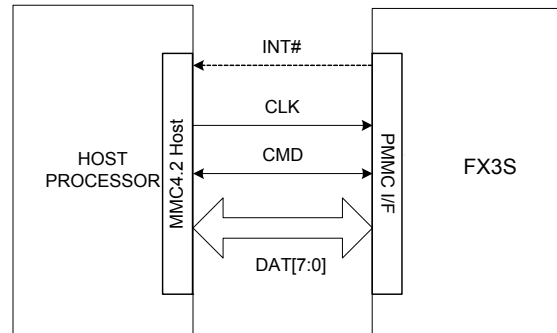 INT#
CLK
CMD
DAT[7:0]
HOST
PROCESSOR
MMC4.2 Host
PMMC I/F
FX3S